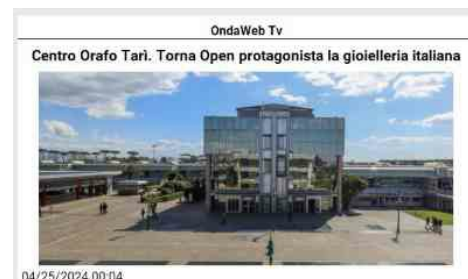 OndaWeb Tv
Centro Orafo Tarì. Torna Open protagonista la gioielleria italiana
04/25/2024 00:04